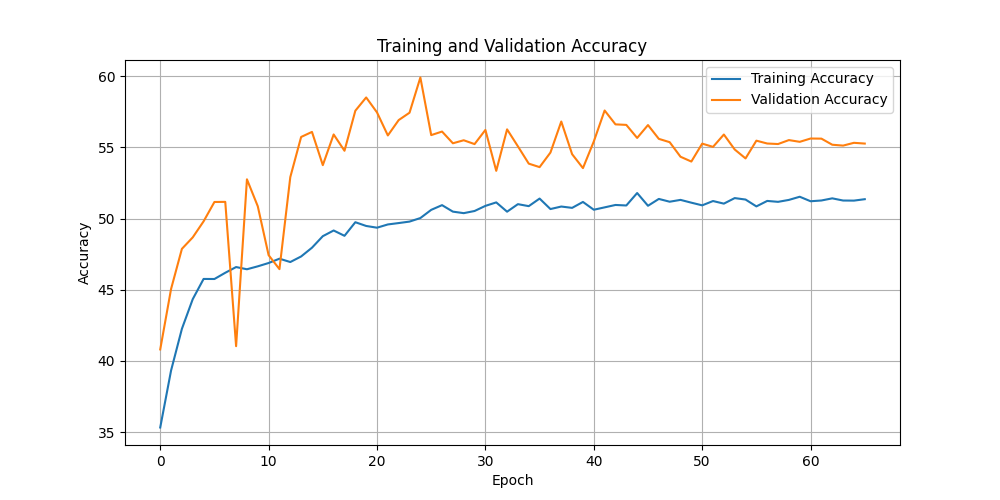 Training and Validation Accuracy
Training Accuracy
Validation Accuracy
Accuracy
60
55
50
45
40
35
0 10 20 30 40 50 60
Epoch